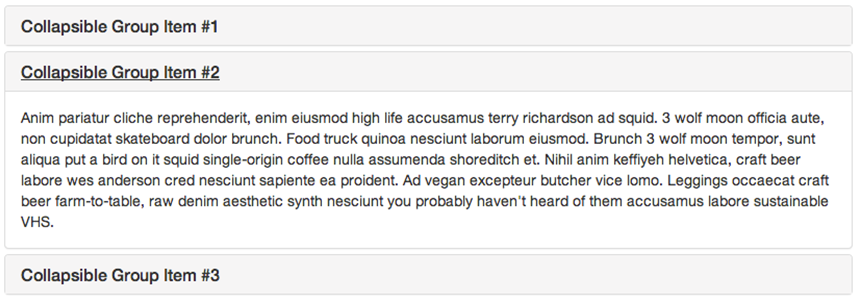 Collapsible Group Item #1
Collapsible Group Item #2
Anim pariatur cliche reprehenderit, enim eiusmod high life accusamus terry richardson ad squid. 3 wolf moon officia aute,
non cupidatat skateboard dolor brunch. Food truck quinoa nesciunt laborum eiusmod. Brunch 3 wolf moon tempor, sunt
aliqua put a bird on it squid single-origin coffee nulla assumenda shoreditch et. Nihil anim keffiyeh helvetica, craft beer
labore wes anderson cred nesciunt sapiente ea proident. Ad vegan excepteur butcher vice lomo. Leggings occaecat craft
beer farm-to-table, raw denim aesthetic synth nesciunt you probably haven't heard of them accusamus labore sustainable
VHS.
Collapsible Group Item #3